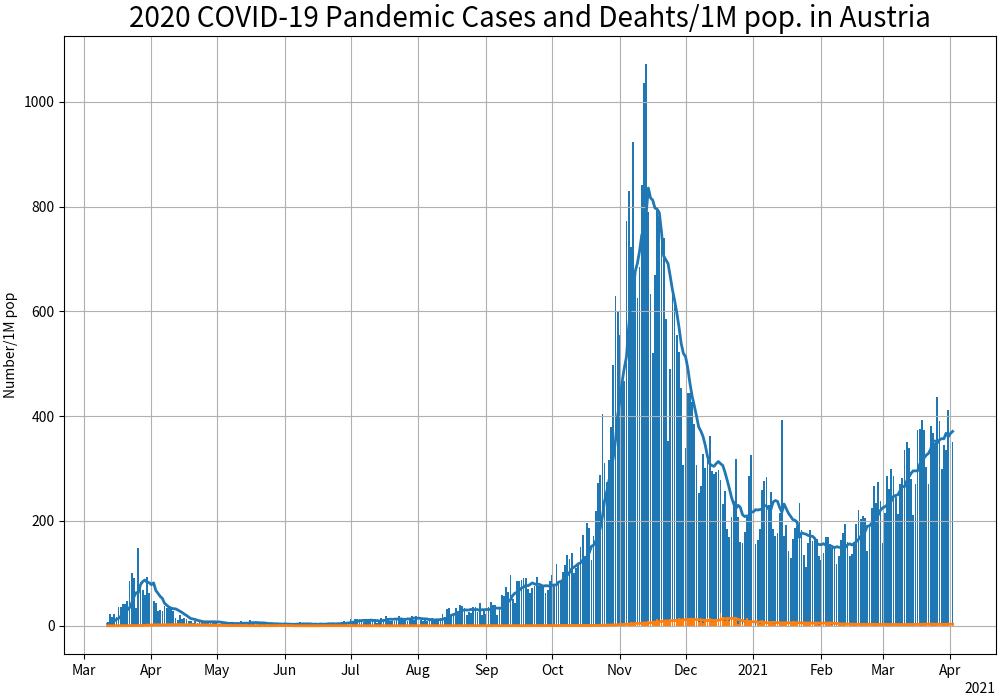 2020 COVID-19 Pandemic Cases and Deahts/1M pop. in Austria
Number/1M pop
1000
800
600
400
200
0
Mar Apr May Jun Jul Aug Sep Oct Nov Dec 2021 Feb Mar Apr
2021